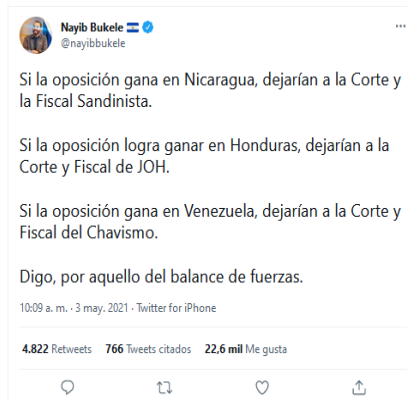 Nayib Bukele 🇸🇻
@nayibbukele
Si la oposición gana en Nicaragua, dejarían a la Corte y
la Fiscal Sandinista.
Si la oposición logra ganar en Honduras, dejarían a la
Corte y Fiscal de JOH.
Si la oposición gana en Venezuela, dejarían a la Corte y
Fiscal del Chavismo.
Digo, por aquello del balance de fuerzas.
10:09 a. m. · 3 may. 2021 · Twitter for iPhone
4.822 Retweets 766 Tweets citados 22,6 mil Me gusta